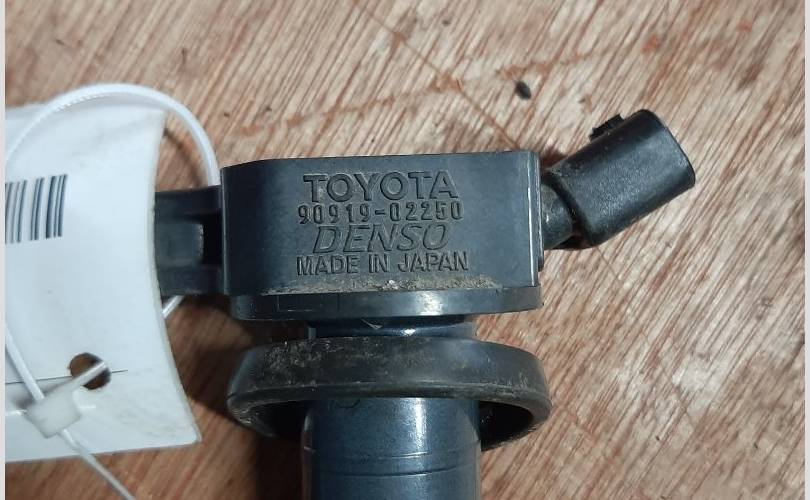 TOYOTA
90919-02250
DENSO
MADE IN JAPAN